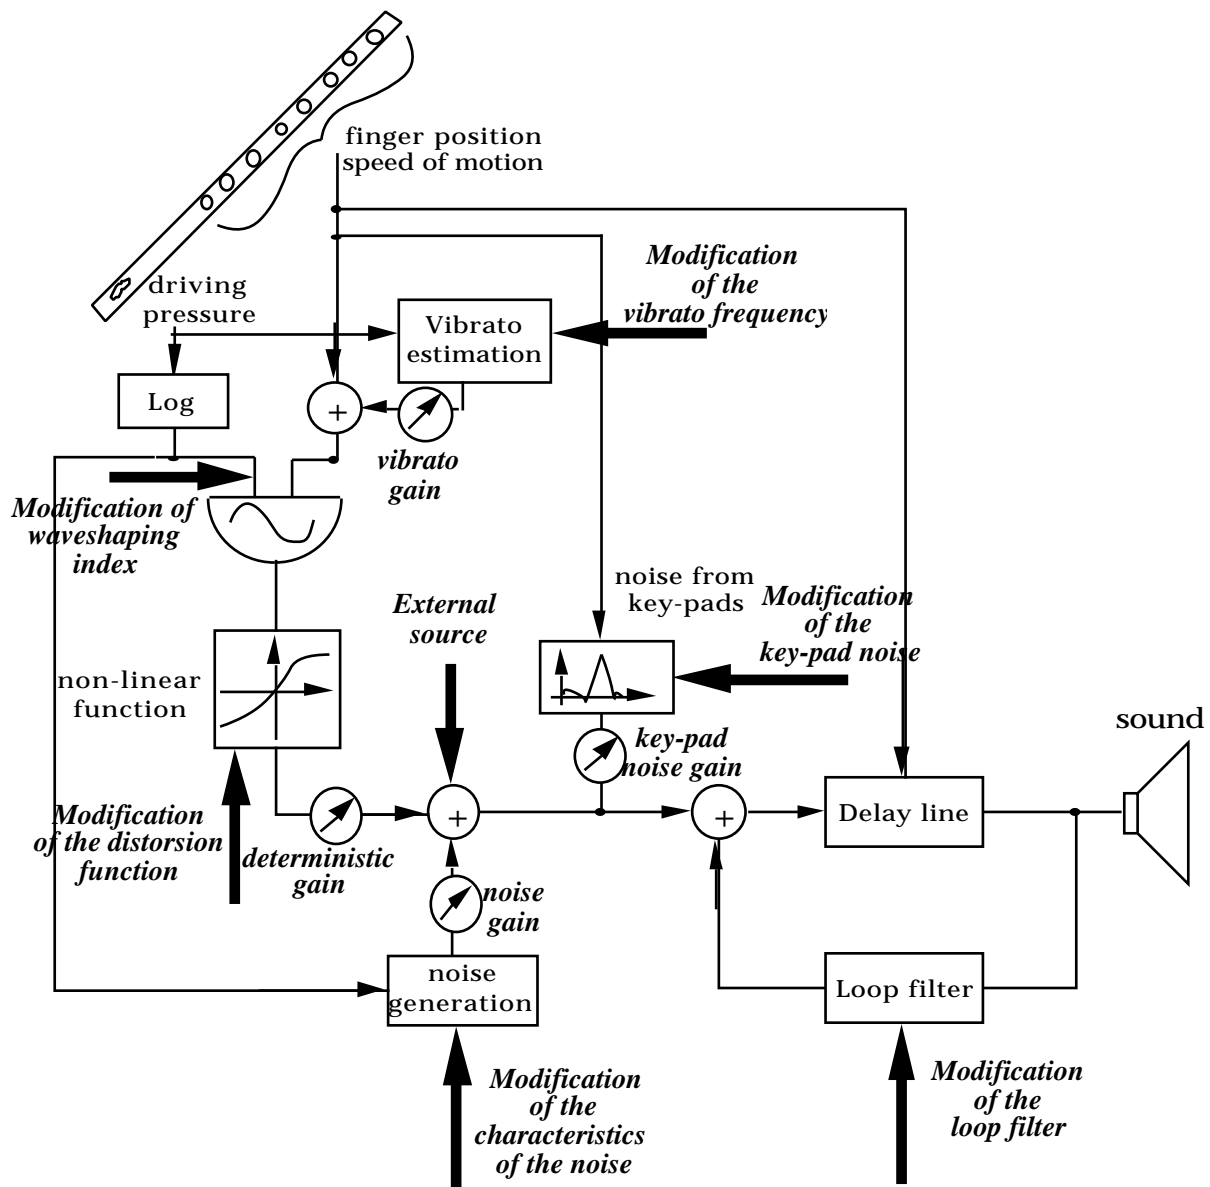 finger position
speed of motion
Modification
of the
vibrato frequency
driving
pressure
Vibrato
estimation
Log
+
vibrato
gain
Modification of
waveshaping
index
External
source
noise from
key-pads
Modification
of the
key-pad noise
non-linear
function
sound
key-pad
noise gain
Modification
of the distorsion
function
deterministic
gain
+
+
Delay line
noise
gain
noise
generation
Loop filter
Modification
of the
characteristics
of the noise
Modification
of the
loop filter